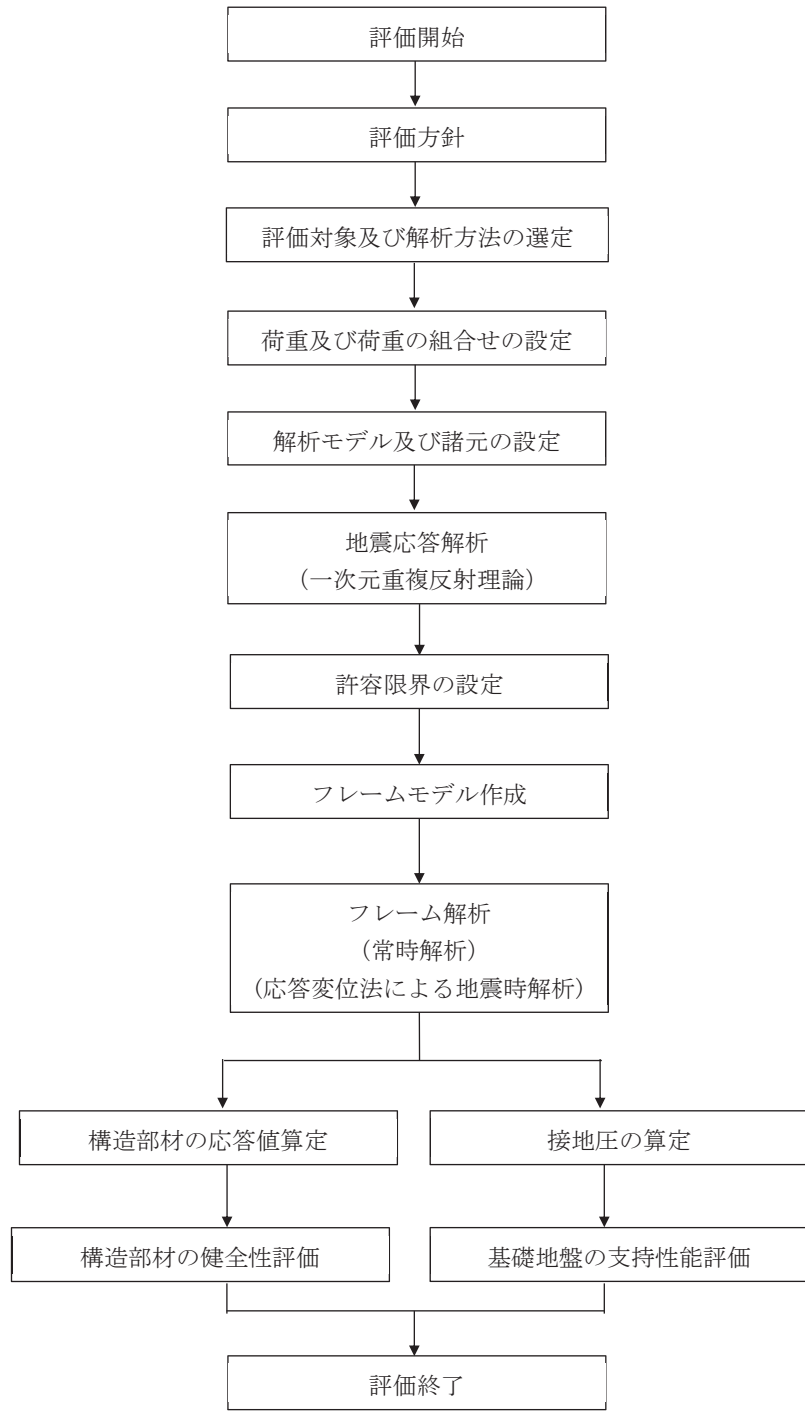 評価開始
評価方針
評価対象及び解析方法の選定
荷重及び荷重の組合せの設定
解析モデル及び諸元の設定
地震応答解析
（一次元重複反射理論）
許容限界の設定
フレームモデル作成
フレーム解析
（常時解析）
（応答変位法による地震時解析）
構造部材の応答値算定
接地圧の算定
構造部材の健全性評価
基礎地盤の支持性能評価
評価終了